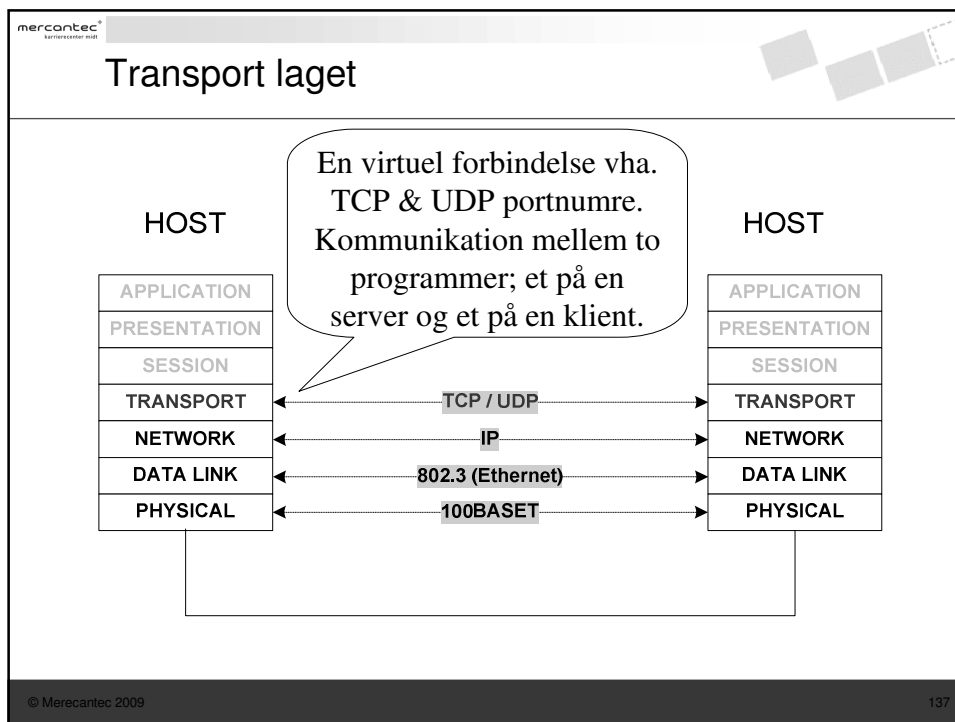 mercantec+
karrierecenter midt
Transport laget
En virtuel forbindelse vha.
TCP & UDP portnumre.
Kommunikation mellem to
programmer; et på en
server og et på en klient.
HOST
HOST
APPLICATION
APPLICATION
PRESENTATION
PRESENTATION
SESSION
SESSION
TRANSPORT
TCP / UDP
TRANSPORT
NETWORK
IP
NETWORK
DATA LINK
802.3 (Ethernet)
DATA LINK
PHYSICAL
100BASET
PHYSICAL
© Merecantec 2009
137